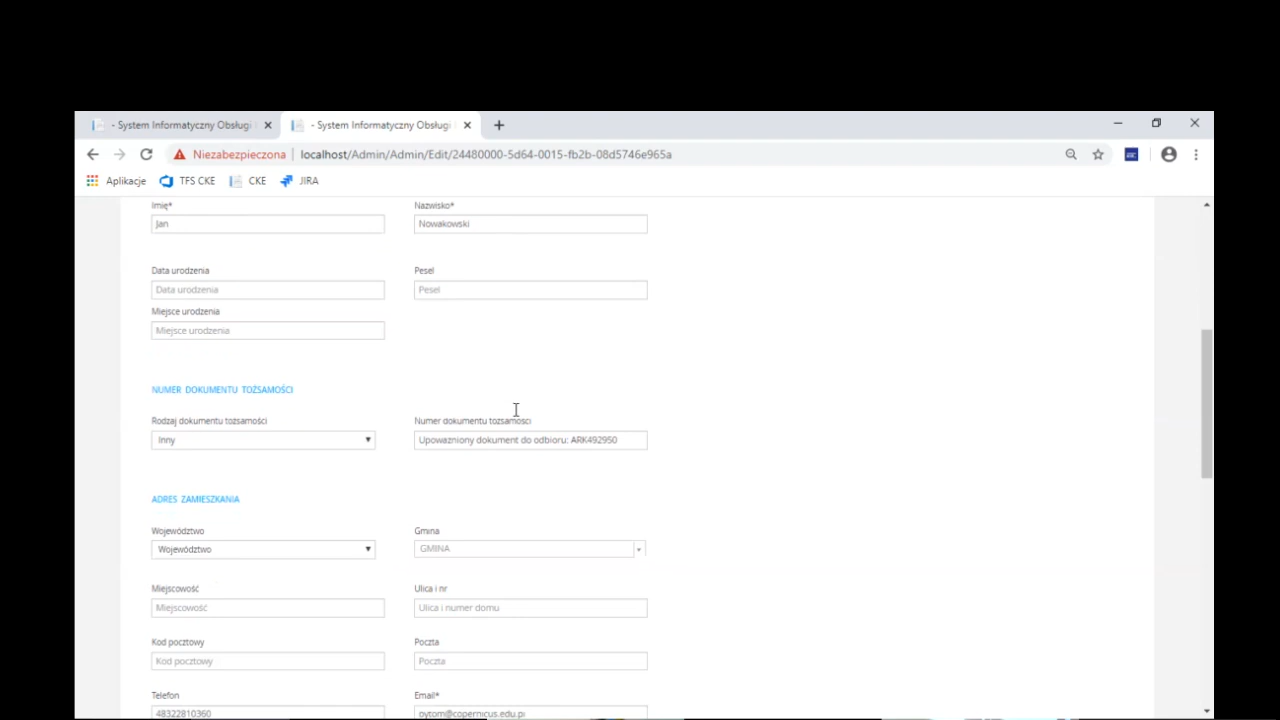 - System Informatyczny Obsługi
- System Informatyczny Obsługi
Niezabezpieczona
localhost/Admin/Admin/Edit/24480000-5d64-0015-fb2b-08d5746e965a
Aplikacje TFS CKE CKE JIRA
Imię* Nazwisko*
Jan Nowakowski
Data urodzenia Pesel
Data urodzenia Pesel
Miejsce urodzenia
Miejsce urodzenia
NUMER DOKUMENTU TOŻSAMOŚCI
Rodzaj dokumentu tożsamości Numer dokumentu tożsamości
Inny Upoważniony dokument do odbioru: ARK492950
ADRES ZAMIESZKANIA
Województwo Gmina
Województwo GMINA
Miejscowość Ulica i nr
Miejscowość Ulica i numer domu
Kod pocztowy Poczta
Kod pocztowy Poczta
Telefon Email*
48322810360